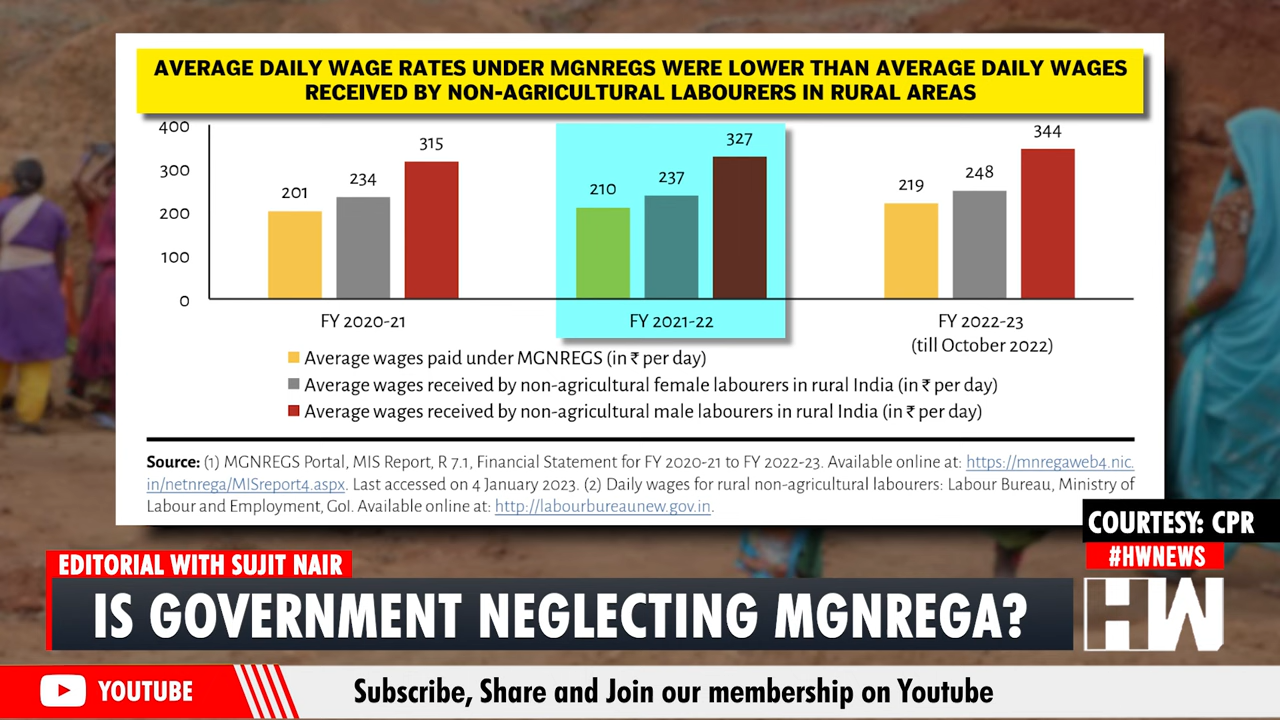 AVERAGE DAILY WAGE RATES UNDER MGNREGS WERE LOWER THAN AVERAGE DAILY WAGES
RECEIVED BY NON-AGRICULTURAL LABOURERS IN RURAL AREAS
400
300
200
100
0
201
234
315
210
237
327
219
248
344
FY 2020-21
FY 2021-22
FY 2022-23
(till October 2022)
Average wages paid under MGNREGS (in ₹ per day)
Average wages received by non-agricultural female labourers in rural India (in ₹ per day)
Average wages received by non-agricultural male labourers in rural India (in ₹ per day)
Source: (1) MGNREGS Portal, MIS Report, R 7.1, Financial Statement for FY 2020-21 to FY 2022-23. Available online at: https://mnregaweb4.nic.
in/netnrega/MISreport4.aspx. Last accessed on 4 January 2023. (2) Daily wages for rural non-agricultural labourers: Labour Bureau, Ministry of
Labour and Employment, GoI. Available online at: http://labourbureaunew.gov.in.
COURTESY: CPR
#HWNEWS
HW
EDITORIAL WITH SUJIT NAIR
IS GOVERNMENT NEGLECTING MGNREGA?
YOUTUBE
Subscribe, Share and Join our membership on Youtube